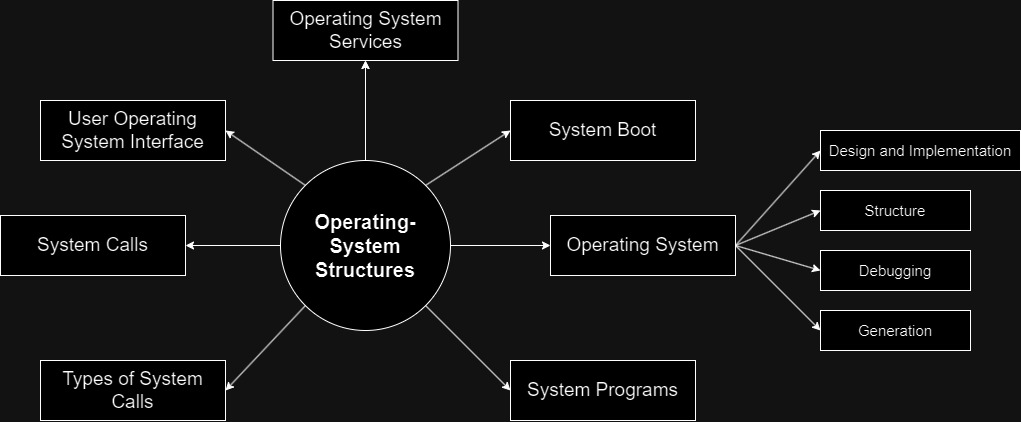 Operating System
Services
User Operating
System Interface
System Boot
Design and Implementation
Structure
Operating-
System
Structures
System Calls
Operating System
Debugging
Generation
Types of System
Calls
System Programs